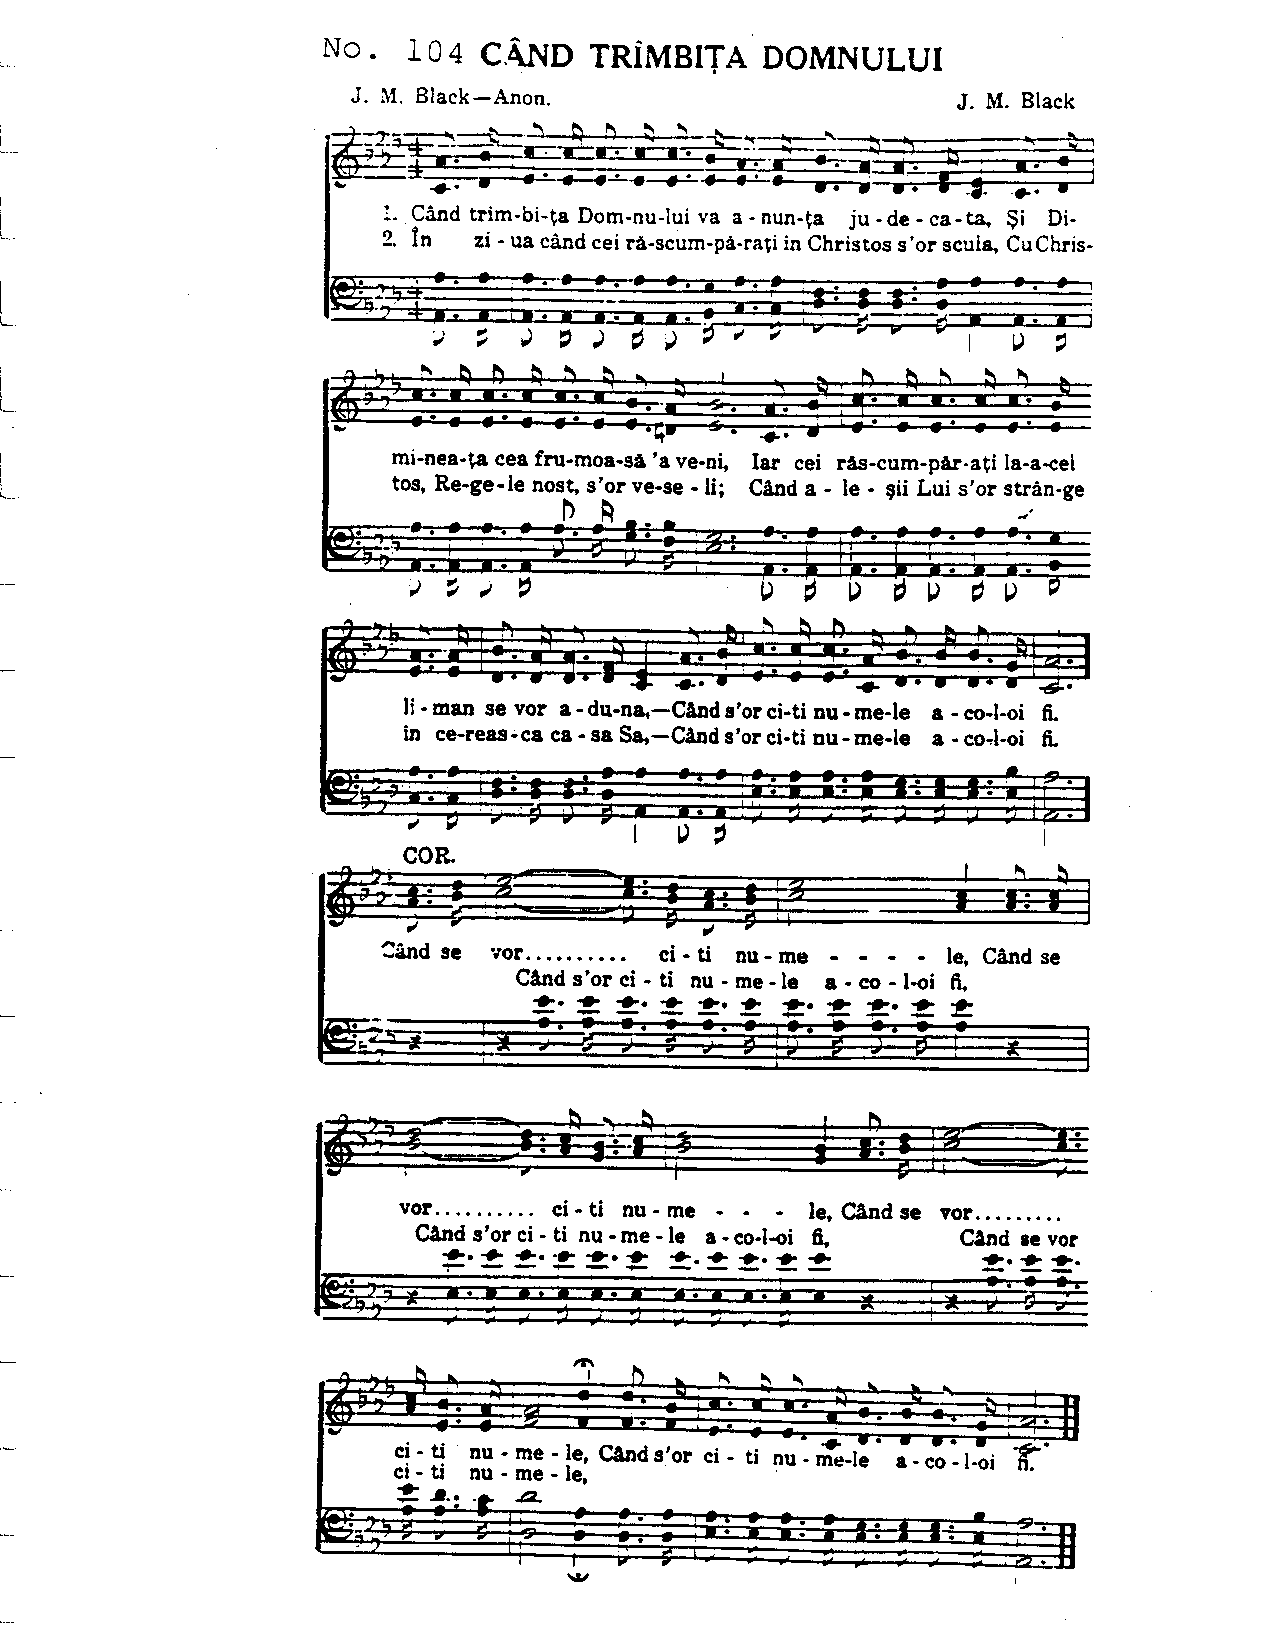 No. 104 CÂND TRÎMBIȚA DOMNULUI
J. M. Black—Anon. J. M. Black
1. Când trim-bi-ța Dom-nu-lui va a-nun-ța ju-de-ca-ta, Și Di-
2. În zi-ua când cei ră-scum-pă-rați in Christos s'or scula, Cu Chris-
mi-nea-ța cea fru-moa-să 'a ve-ni, Iar cei răs-cum-păr-ați la-a-cel
tos, Re-ge-le nost, s'or ve-se-li; Când a-le-șii Lui s'or strân-ge
li-man se vor a-du-na,—Când s'or ci-ti nu-me-le a-co-l-oi fi.
in ce-reas-ca ca-sa Sa,—Când s'or ci-ti nu-me-le a-co-l-oi fi.
COR.
Când se vor.......... ci-ti nu-me - - - - le, Când se
Când s'or ci-ti nu-me-le a-co-l-oi fi,
vor.......... ci-ti nu-me - - - le, Când se vor.........
Când s'or ci-ti nu-me-le a-co-l-oi fi, Când se vor
ci-ti nu-me-le, Când s'or ci-ti nu-me-le a-co-l-oi fi.
ci-ti nu-me-le,